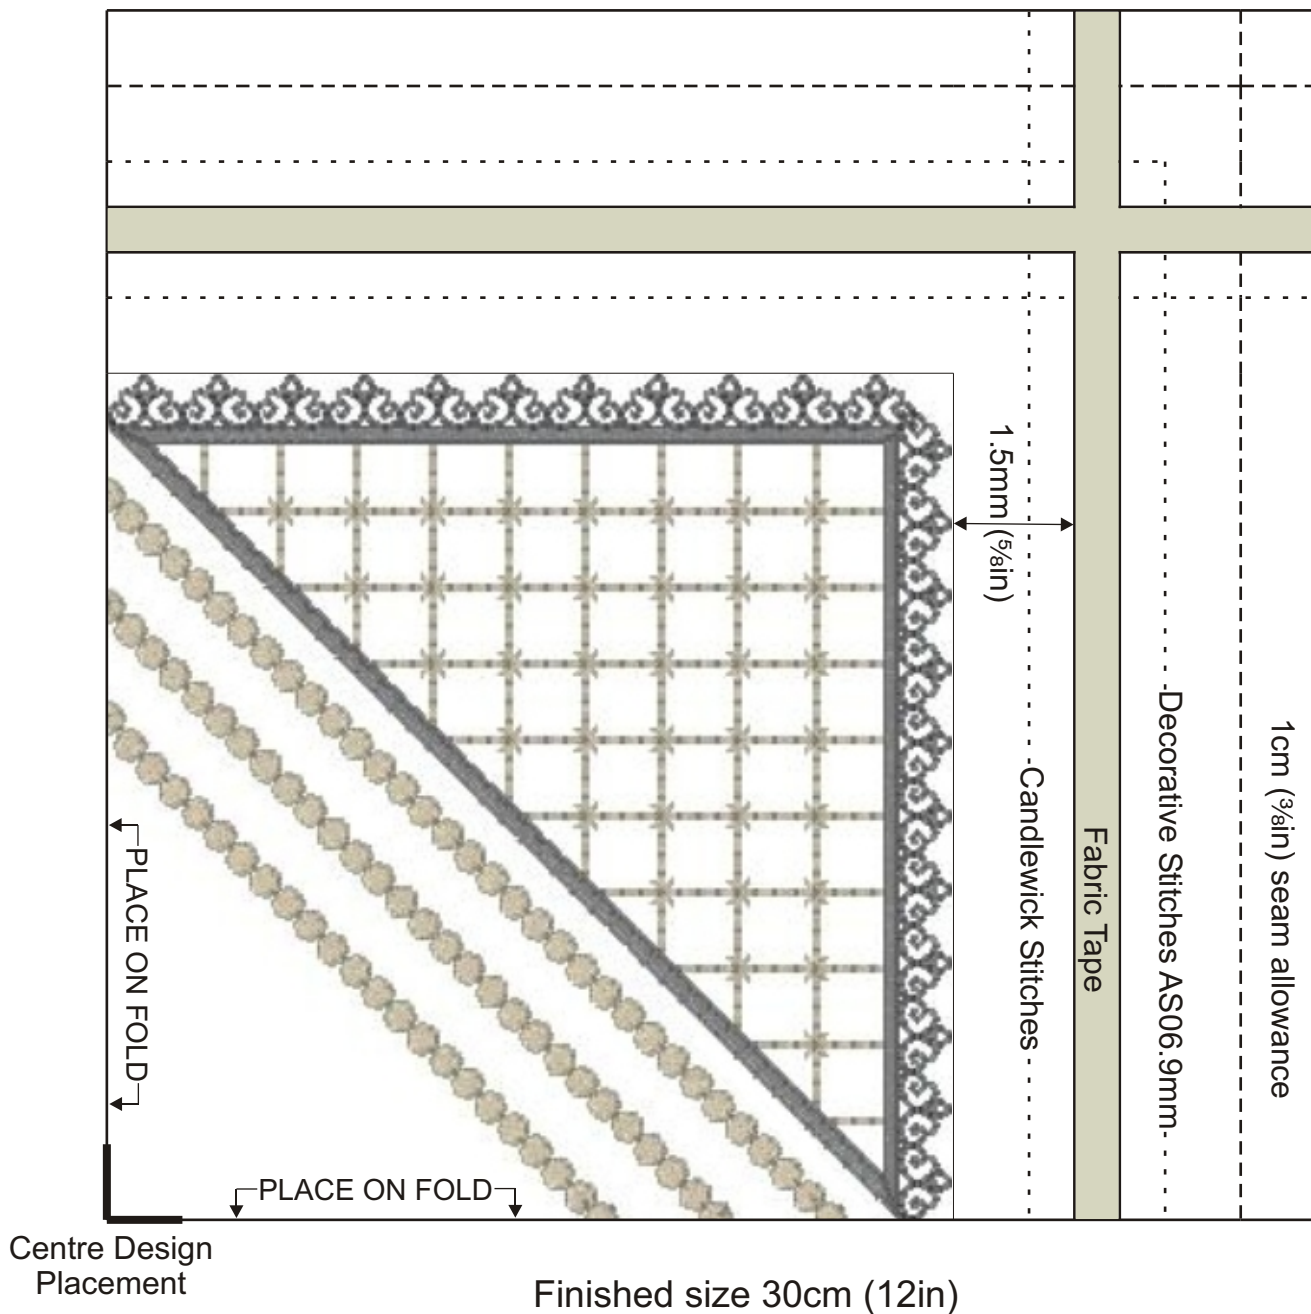 1.5mm (⅝in)
Candlewick Stitches
Fabric Tape
Decorative Stitches AS06.9mm
1cm (⅜in) seam allowance
PLACE ON FOLD
PLACE ON FOLD
Centre Design
Placement
Finished size 30cm (12in)